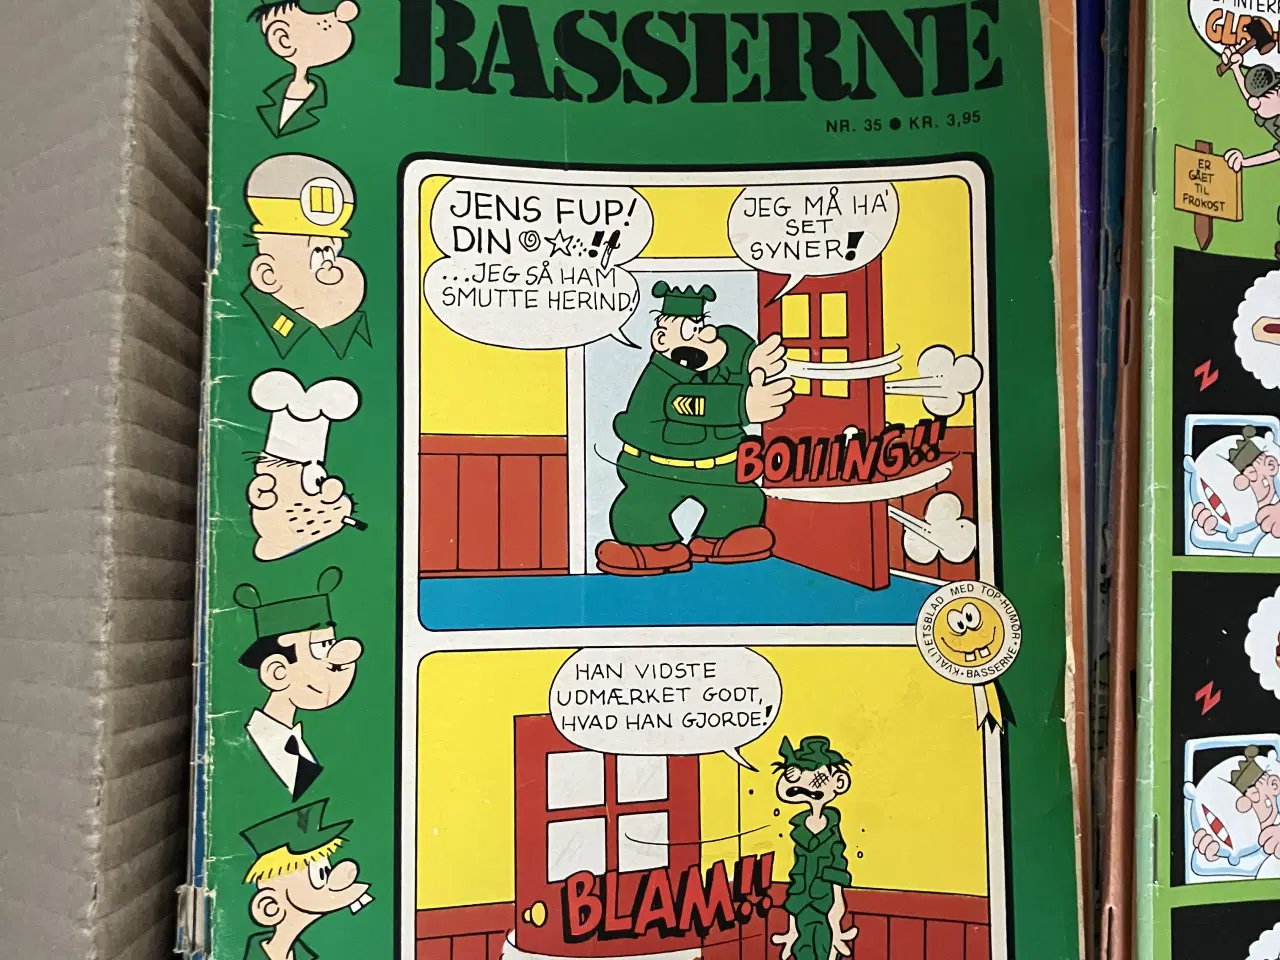 BASSERNE
NR. 35 ● KR. 3,95
JENS FUP!
DIN
...JEG SÅ HAM
SMUTTE HERIND!
JEG MÅ HA'
SET
SYNER!
BOIIING!!
KVALITETSBLAD MED TOP-HUMØR · BASSERNE ·
HAN VIDSTE
UDMÆRKET GODT,
HVAD HAN GJORDE!
BLAM!!
ER
GÅET
TIL
FROKOST
Z
Z